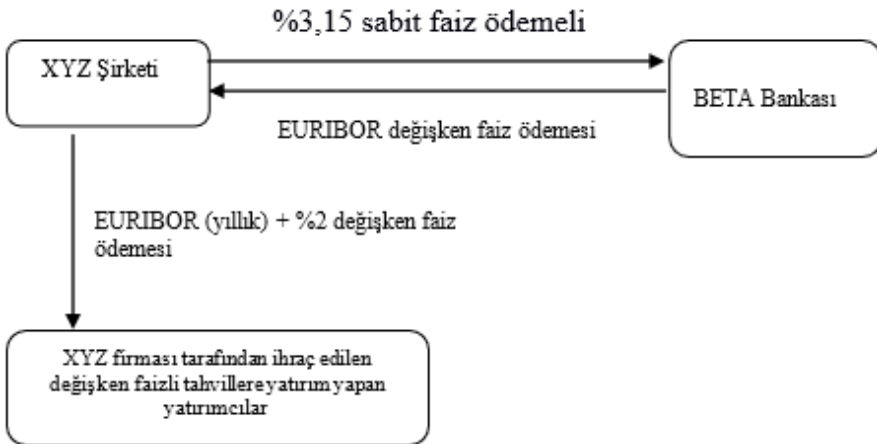 %3,15 sabit faiz ödemeli
XYZ Şirketi
BETA Bankası
EURIBOR değişken faiz ödemesi
EURIBOR (yıllık) + %2 değişken faiz
ödemesi
XYZ firması tarafından ihraç edilen
değişken faizli tahvillere yatırım yapan
yatırımcılar